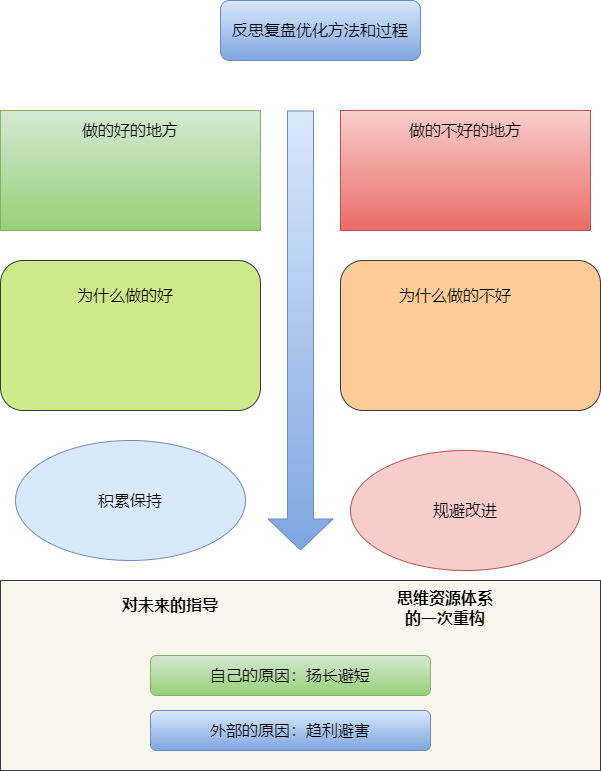 反思复盘优化方法和过程
做的好的地方
做的不好的地方
为什么做的好
为什么做的不好
积累保持
规避改进
对未来的指导
思维资源体系
的一次重构
自己的原因：扬长避短
外部的原因：趋利避害